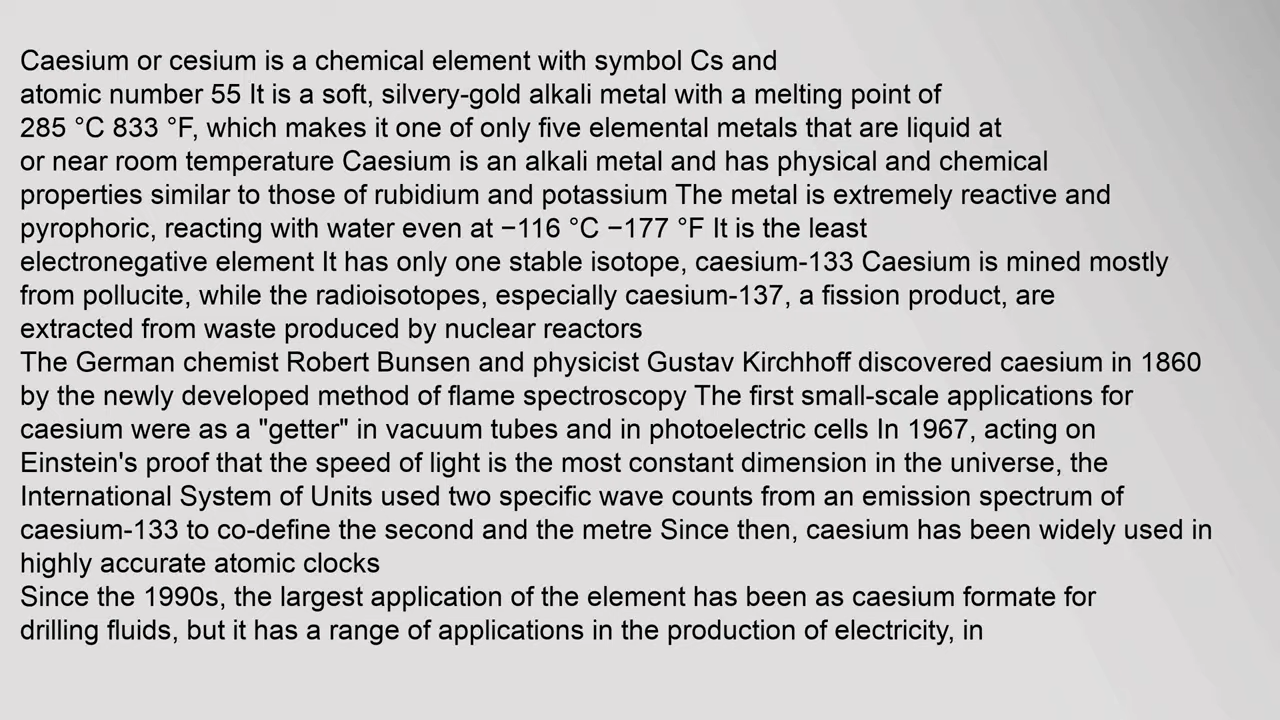 Caesium or cesium is a chemical element with symbol Cs and
atomic number 55 It is a soft, silvery-gold alkali metal with a melting point of
285 °C 833 °F, which makes it one of only five elemental metals that are liquid at
or near room temperature Caesium is an alkali metal and has physical and chemical
properties similar to those of rubidium and potassium The metal is extremely reactive and
pyrophoric, reacting with water even at −116 °C −177 °F It is the least
electronegative element It has only one stable isotope, caesium-133 Caesium is mined mostly
from pollucite, while the radioisotopes, especially caesium-137, a fission product, are
extracted from waste produced by nuclear reactors
The German chemist Robert Bunsen and physicist Gustav Kirchhoff discovered caesium in 1860
by the newly developed method of flame spectroscopy The first small-scale applications for
caesium were as a "getter" in vacuum tubes and in photoelectric cells In 1967, acting on
Einstein's proof that the speed of light is the most constant dimension in the universe, the
International System of Units used two specific wave counts from an emission spectrum of
caesium-133 to co-define the second and the metre Since then, caesium has been widely used in
highly accurate atomic clocks
Since the 1990s, the largest application of the element has been as caesium formate for
drilling fluids, but it has a range of applications in the production of electricity, in